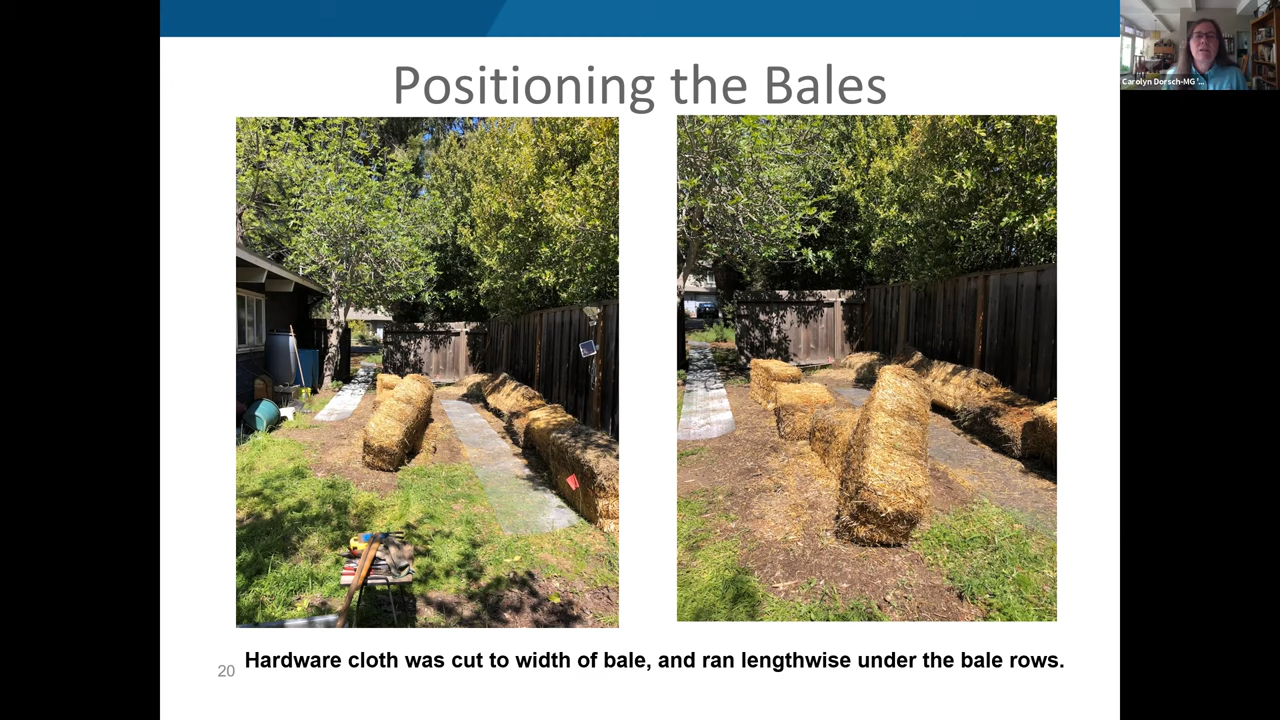 Positioning the Bales
Carolyn Dorsch-MG '...
Hardware cloth was cut to width of bale, and ran lengthwise under the bale rows.
20